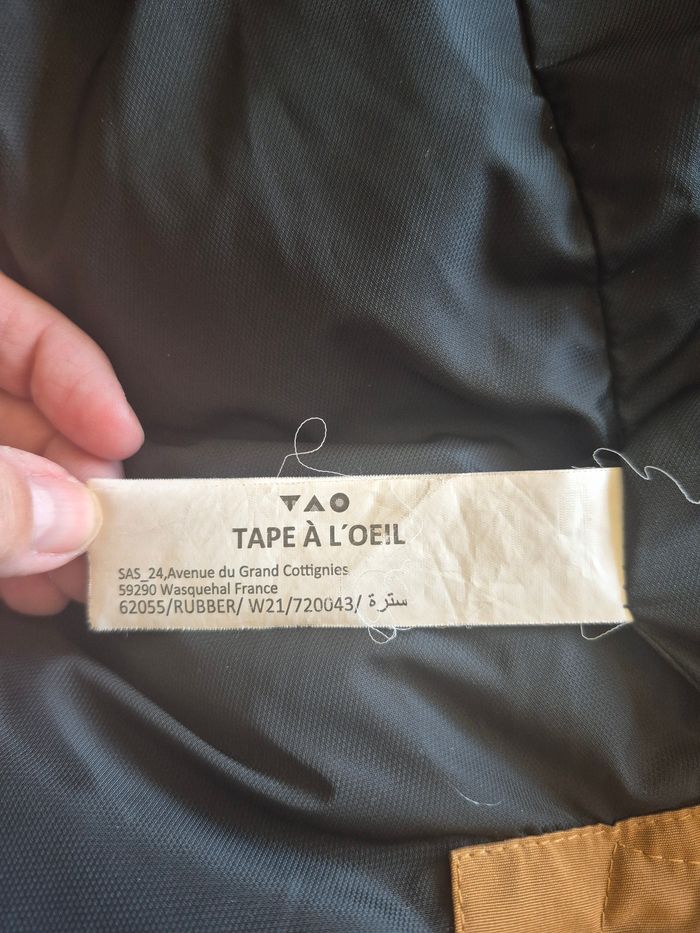 TAO
TAPE À L´OEIL
SAS_24,Avenue du Grand Cottignies
59290 Wasquehal France
62055/RUBBER/ W21/720043/ سترة